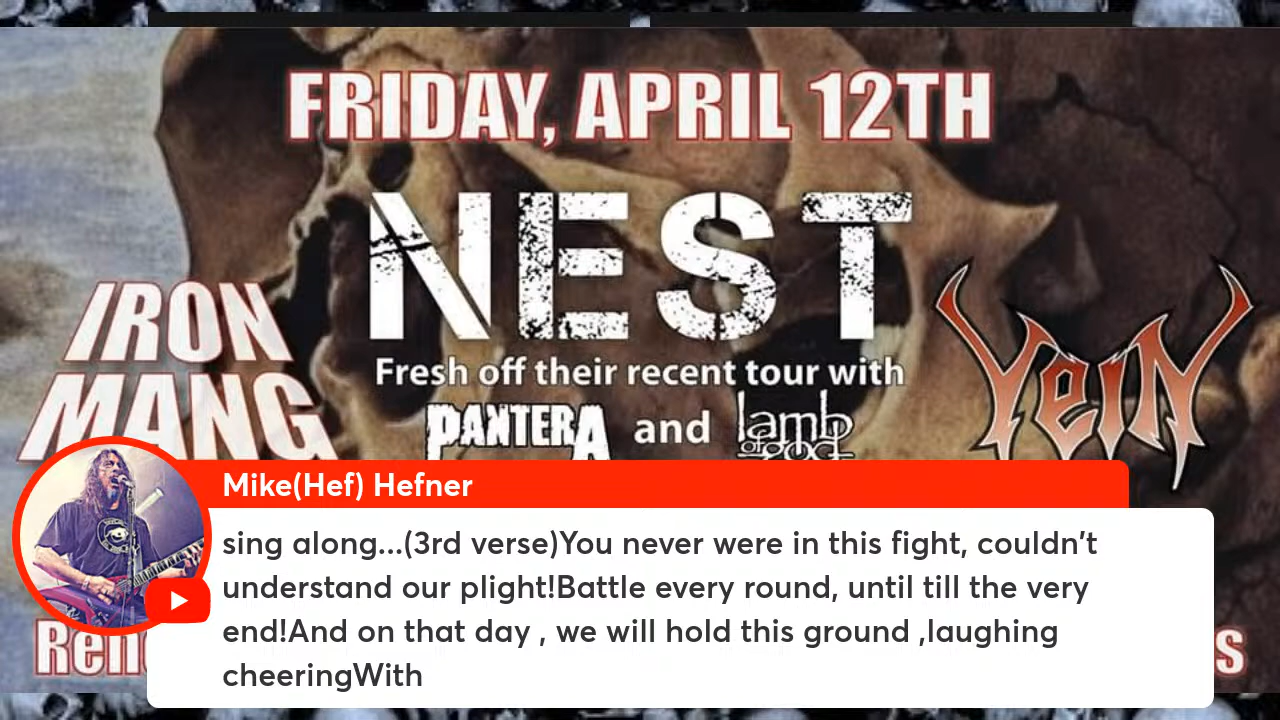 FRIDAY, APRIL 12TH
NEST
IRON
MANG
Fresh off their recent tour with
PANTERA and lamb
of god
VEIN
Mike(Hef) Hefner
sing along...(3rd verse)You never were in this fight, couldn't
understand our plight!Battle every round, until till the very
end!And on that day , we will hold this ground ,laughing
cheeringWith